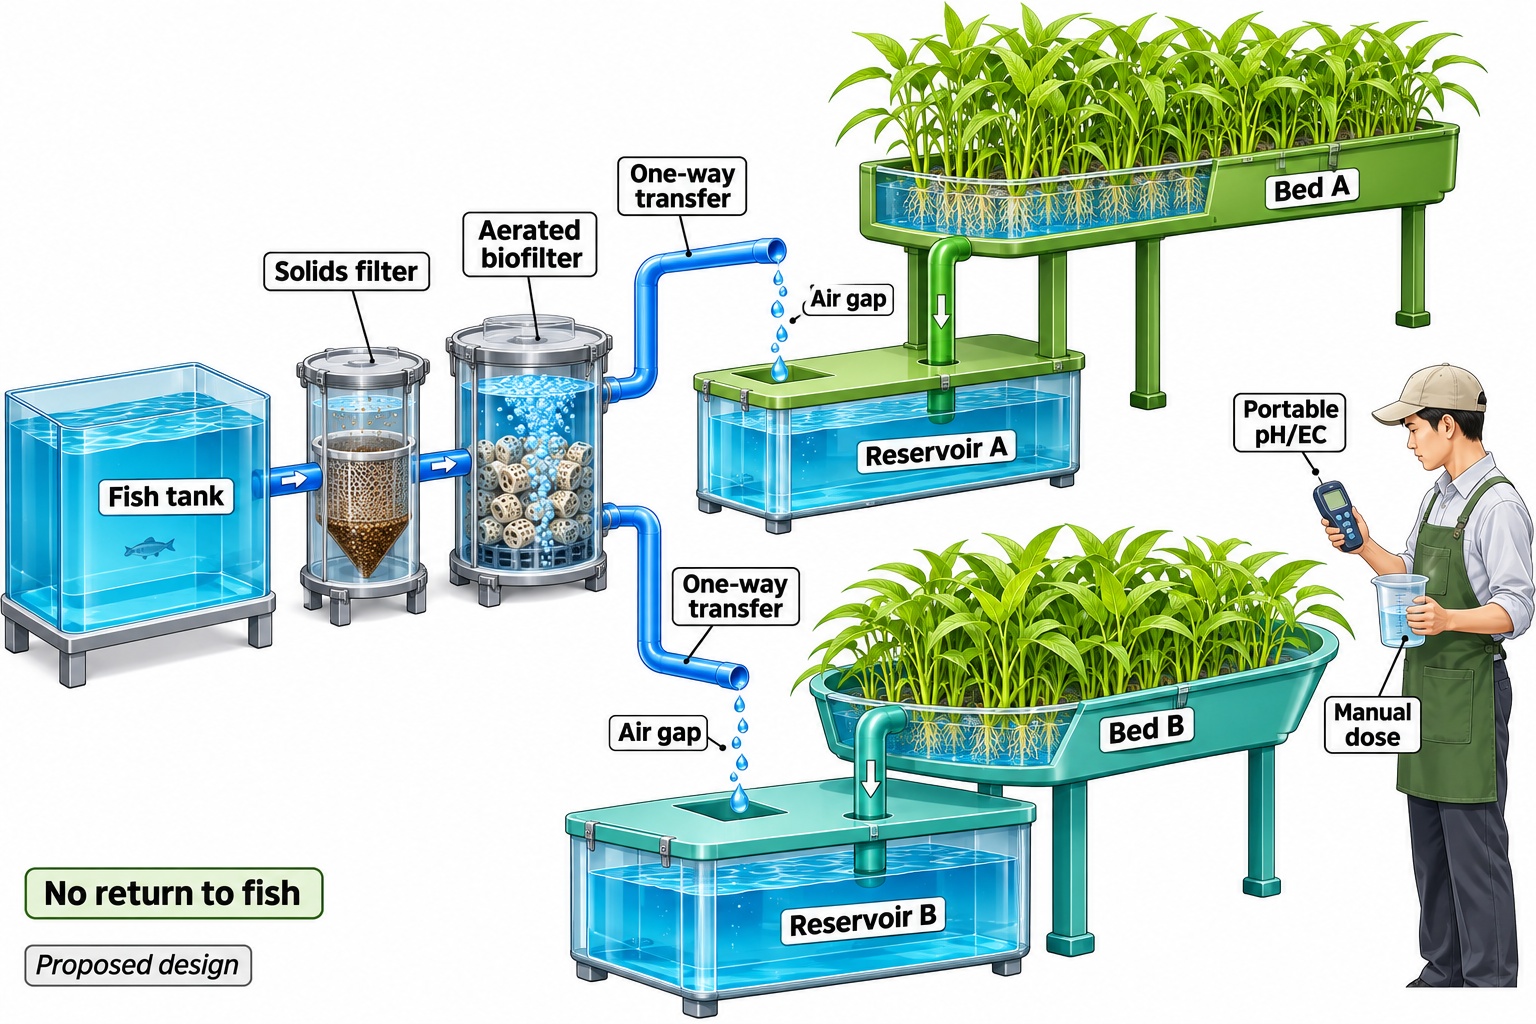 One-way
transfer
Aerated
biofilter
Solids filter
Air gap
Bed A
Fish tank
Reservoir A
Portable
pH/EC
One-way
transfer
Air gap
Bed B
Manual
dose
Reservoir B
No return to fish
Proposed design